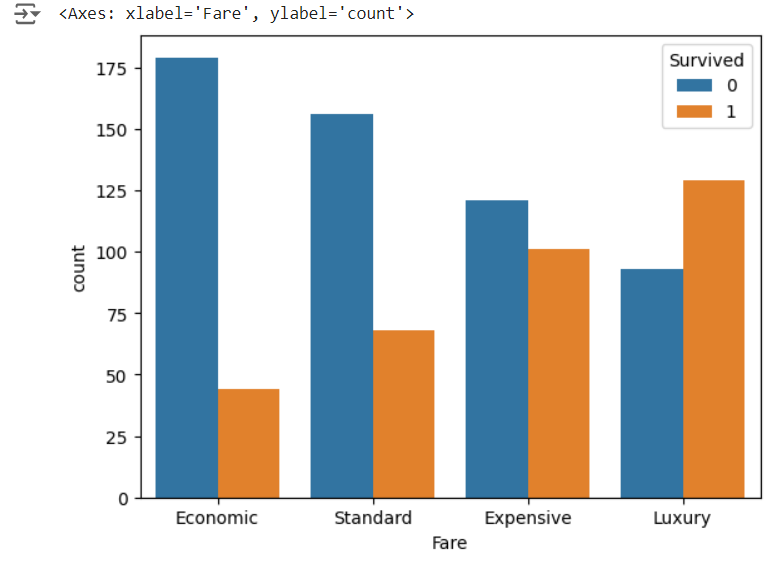 <Axes: xlabel='Fare', ylabel='count'>
175
150
125
100
75
50
25
0
count
Survived
0
1
Economic Standard Expensive Luxury
Fare